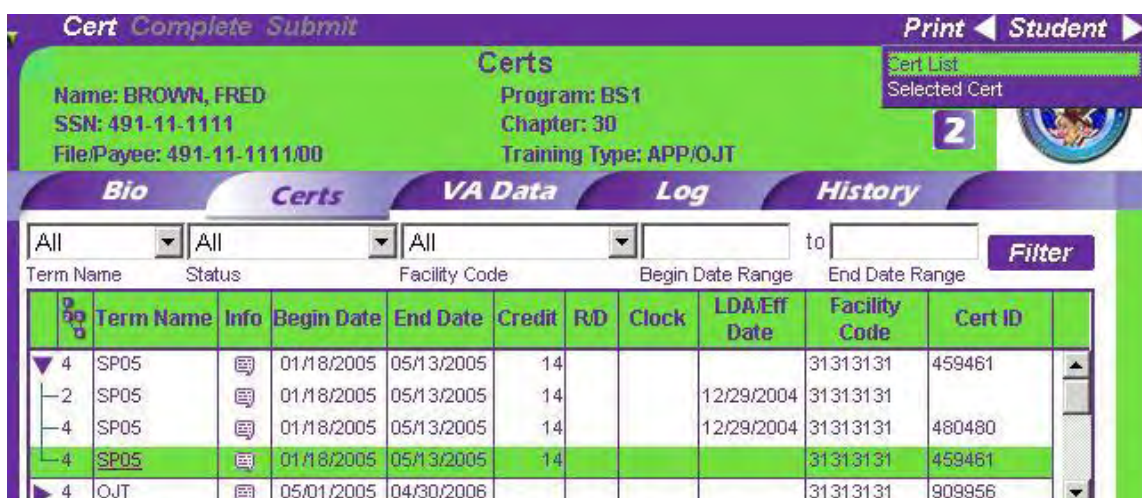 Cert Complete Submit Print Student
Certs
Cert List
Selected Cert
Name: BROWN, FRED Program: BS1
SSN: 491-11-1111 Chapter: 30
File/Payee: 491-11-1111/00 Training Type: APP/OJT
2
Bio Certs VA Data Log History
All All All to Filter
Term Name Status Facility Code Begin Date Range End Date Range
Term Name Info Begin Date End Date Credit R/D Clock LDA/Eff Date Facility Code Cert ID
4 SP05 01/18/2005 05/13/2005 14 31313131 459461
2 SP05 01/18/2005 05/13/2005 14 12/29/2004 31313131
4 SP05 01/18/2005 05/13/2005 14 12/29/2004 31313131 480480
4 SP05 01/18/2005 05/13/2005 14 31313131 459461
4 OJT 05/01/2005 04/30/2006 31313131 909956